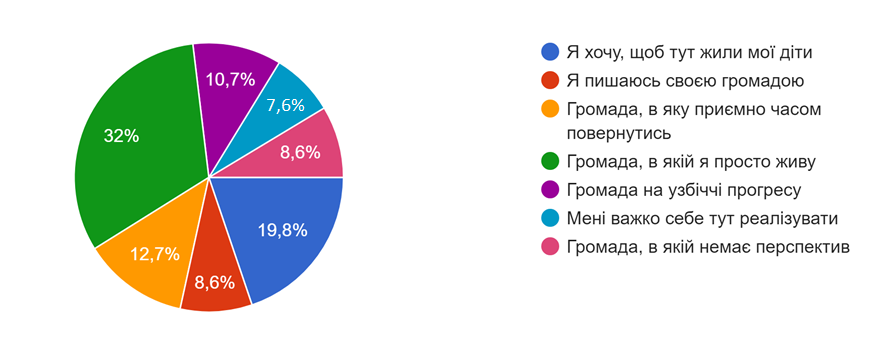 10,7%
7,6%
32%
8,6%
19,8%
12,7%
8,6%
Я хочу, щоб тут жили мої діти
Я пишаюсь своєю громадою
Громада, в яку приємно часом
повернутись
Громада, в якій я просто живу
Громада на узбіччі прогресу
Мені важко себе тут реалізувати
Громада, в якій немає перспектив